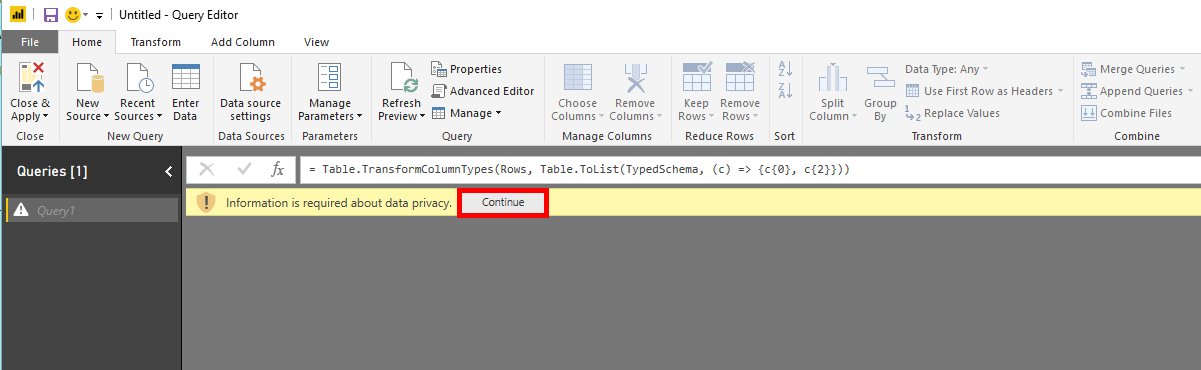 Untitled - Query Editor
File Home Transform Add Column View
Close & Apply
New Source
Recent Sources
Enter Data
Data source settings
Manage Parameters
Refresh Preview
Properties
Advanced Editor
Manage
Choose Columns
Remove Columns
Keep Rows
Remove Rows
A Z
Z A
Split Column
Group By
Data Type: Any
Use First Row as Headers
1 2 Replace Values
Merge Queries
Append Queries
Combine Files
Close New Query Data Sources Parameters Query Manage Columns Reduce Rows Sort Transform Combine
Queries [1]
fx = Table.TransformColumnTypes(Rows, Table.ToList(TypedSchema, (c) => {c{0}, c{2}}))
Information is required about data privacy. Continue
Query1